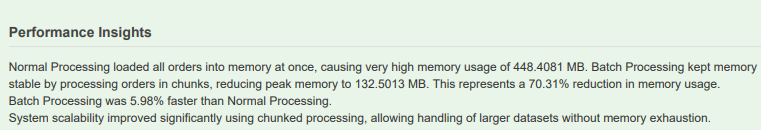 Performance Insights
Normal Processing loaded all orders into memory at once, causing very high memory usage of 448.4081 MB. Batch Processing kept memory
stable by processing orders in chunks, reducing peak memory to 132.5013 MB. This represents a 70.31% reduction in memory usage.
Batch Processing was 5.98% faster than Normal Processing.
System scalability improved significantly using chunked processing, allowing handling of larger datasets without memory exhaustion.